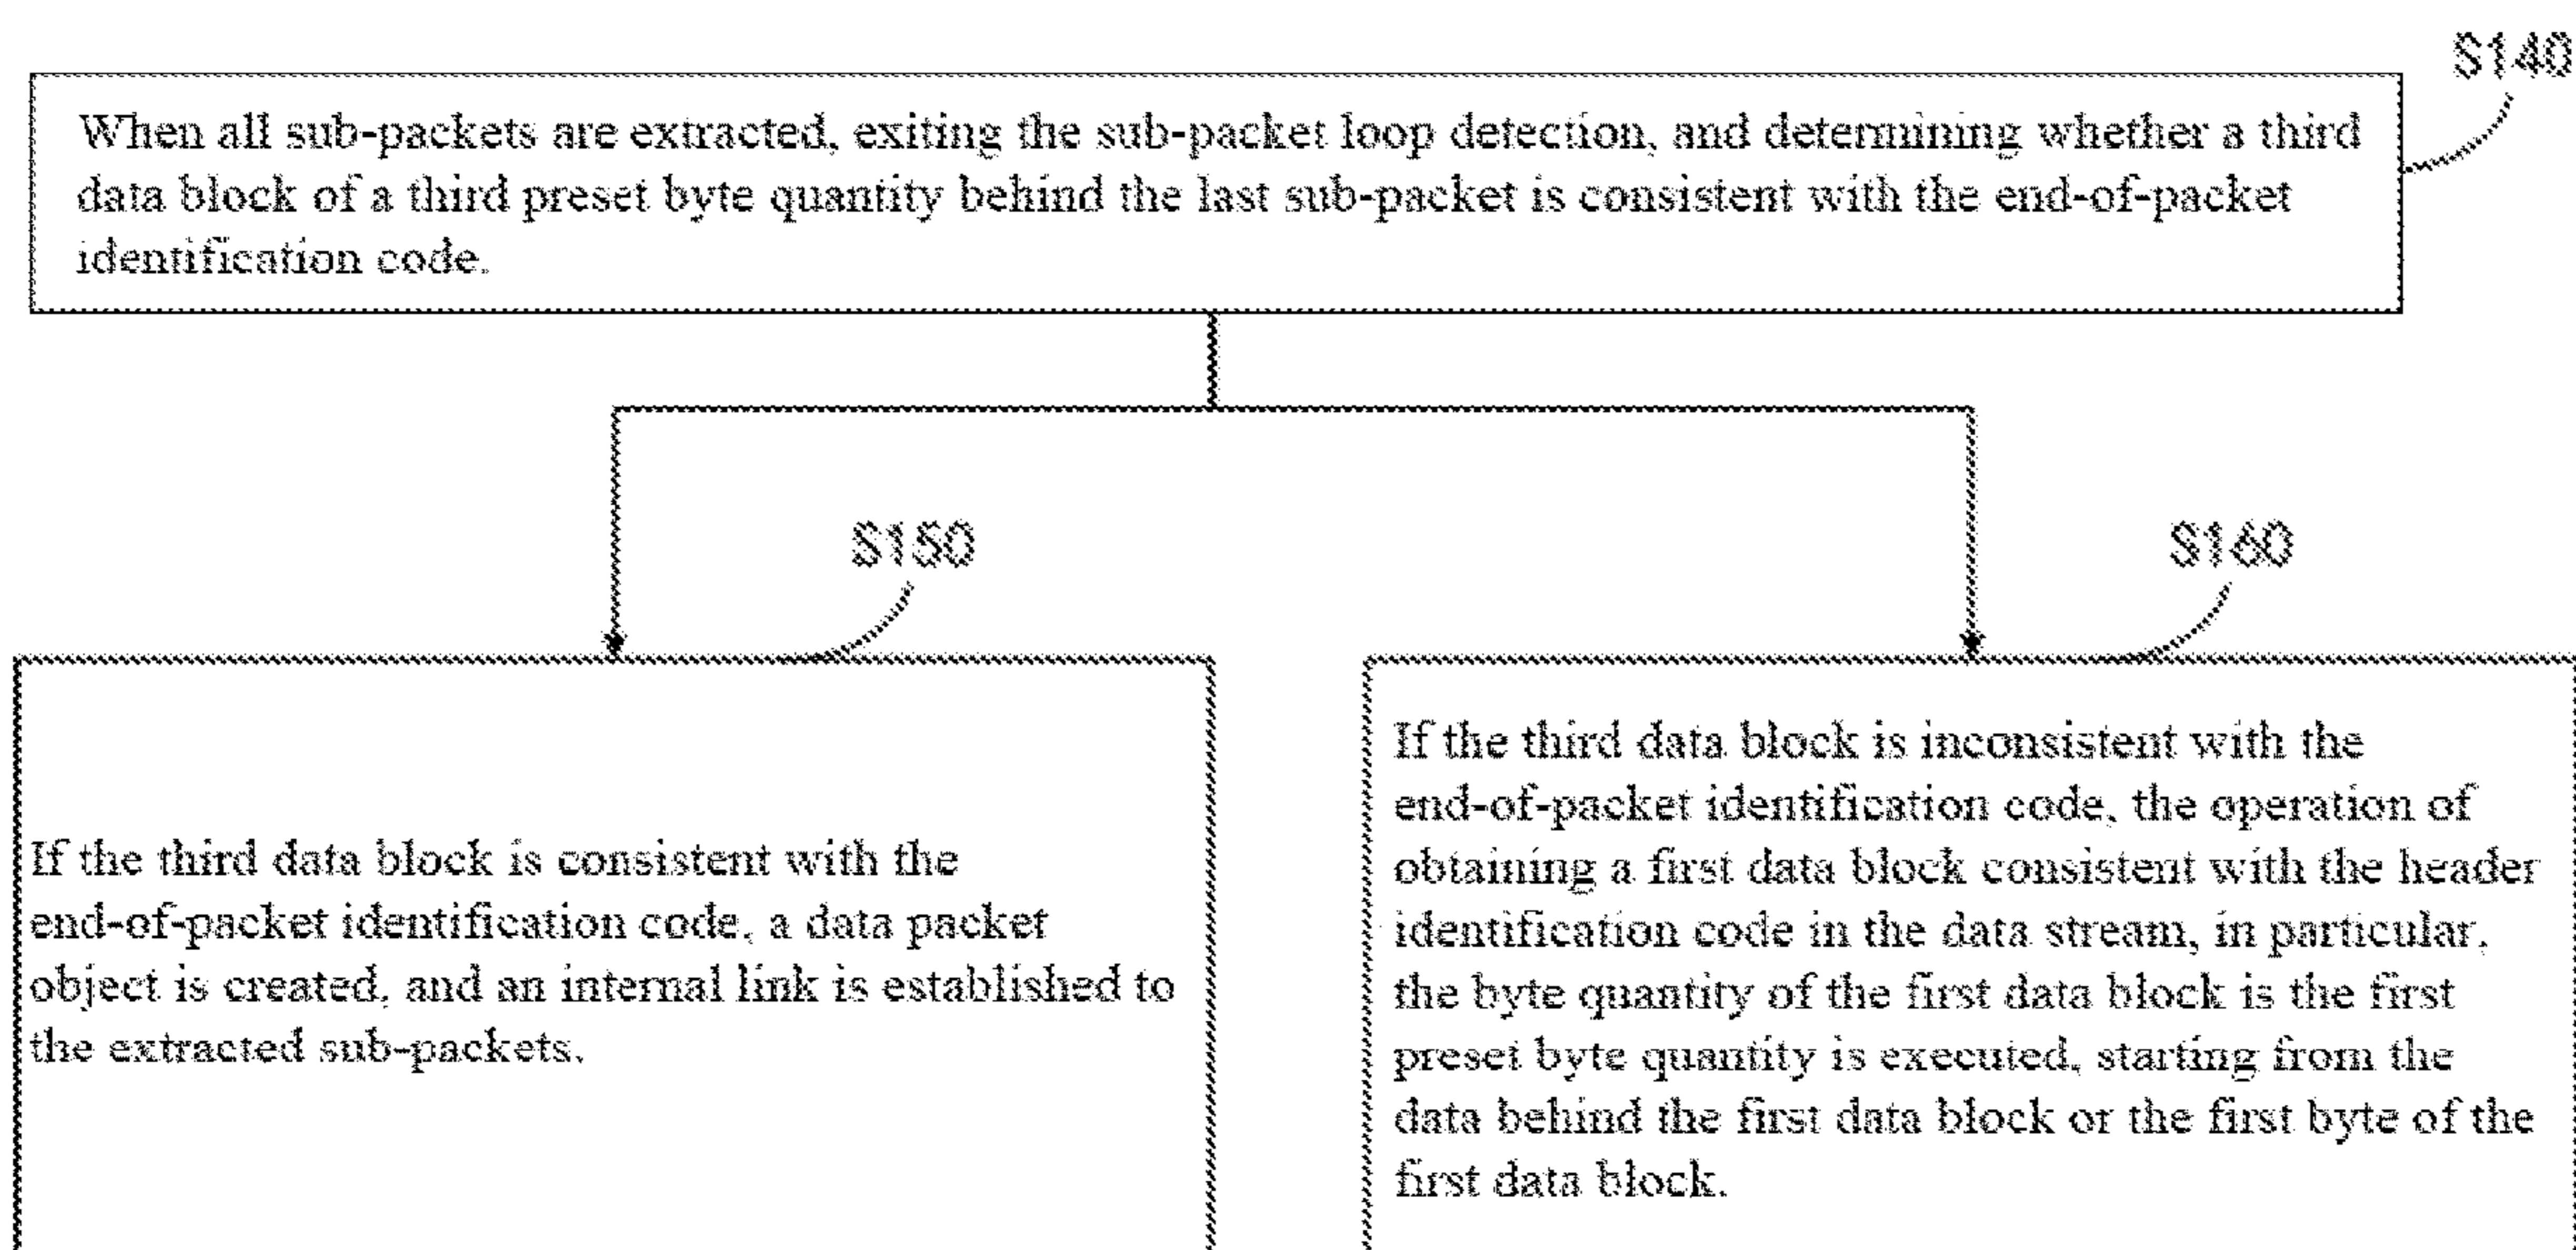 S140
When all sub-packets are extracted, exiting the sub-packet loop detection, and determining whether a third
data block of a third preset byte quantity behind the last sub-packet is consistent with the end-of-packet
identification code.
S150
If the third data block is consistent with the
end-of-packet identification code, a data packet
object is created, and an internal link is established to
the extracted sub-packets.
S160
If the third data block is inconsistent with the
end-of-packet identification code, the operation of
obtaining a first data block consistent with the header
identification code in the data stream, in particular,
the byte quantity of the first data block is the first
preset byte quantity is executed, starting from the
data behind the first data block or the first byte of the
first data block.